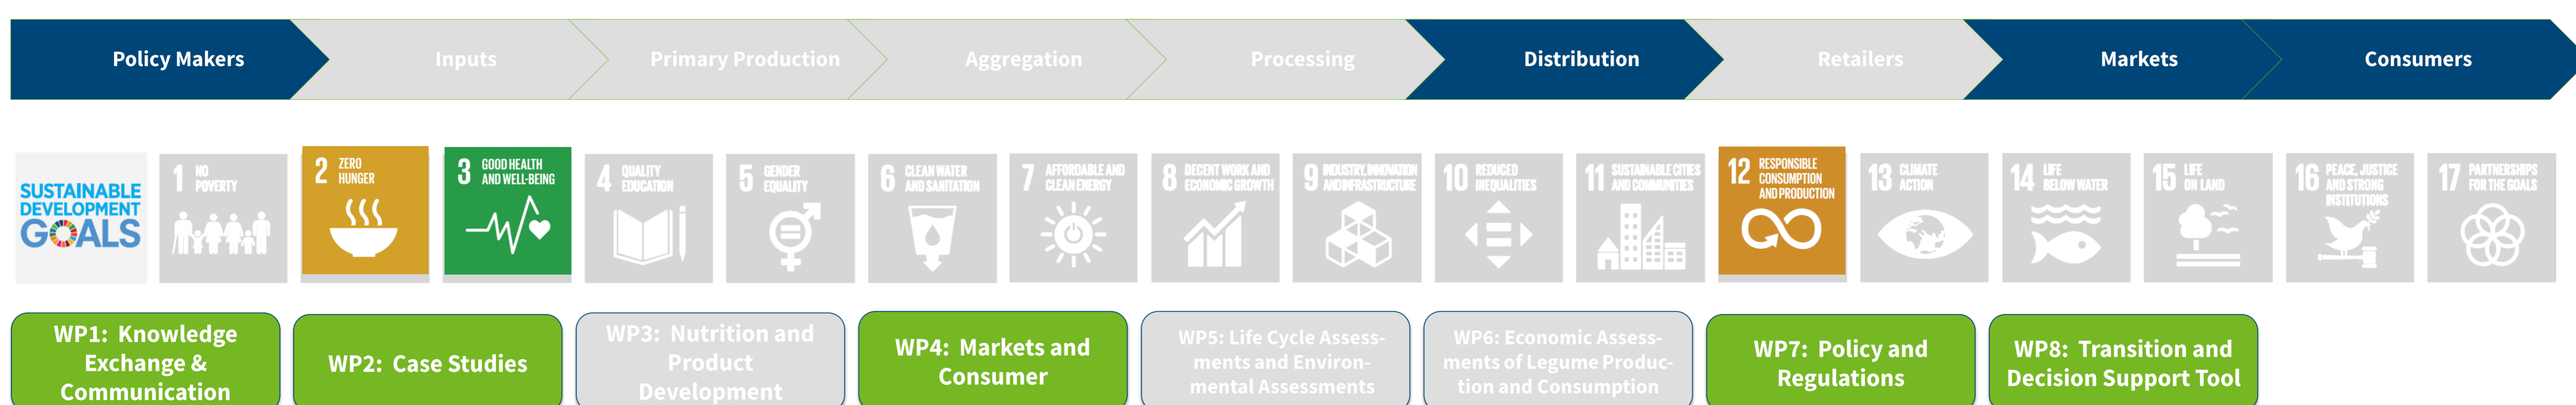 Policy Makers
Inputs
Primary Production
Aggregation
Processing
Distribution
Retailers
Markets
Consumers
SUSTAINABLE
DEVELOPMENT
GOALS
1 NO
POVERTY
2 ZERO
HUNGER
3 GOOD HEALTH
AND WELL-BEING
4 QUALITY
EDUCATION
5 GENDER
EQUALITY
6 CLEAN WATER
AND SANITATION
7 AFFORDABLE AND
CLEAN ENERGY
8 DECENT WORK AND
ECONOMIC GROWTH
9 INDUSTRY, INNOVATION
AND INFRASTRUCTURE
10 REDUCED
INEQUALITIES
11 SUSTAINABLE CITIES
AND COMMUNITIES
12 RESPONSIBLE
CONSUMPTION
AND PRODUCTION
13 CLIMATE
ACTION
14 LIFE
BELOW WATER
15 LIFE
ON LAND
16 PEACE, JUSTICE
AND STRONG
INSTITUTIONS
17 PARTNERSHIPS
FOR THE GOALS
WP1: Knowledge
Exchange &
Communication
WP2: Case Studies
WP3: Nutrition and
Product
Development
WP4: Markets and
Consumer
WP5: Life Cycle Assess-
ments and Environ-
mental Assessments
WP6: Economic Assess-
ments of Legume Produc-
tion and Consumption
WP7: Policy and
Regulations
WP8: Transition and
Decision Support Tool